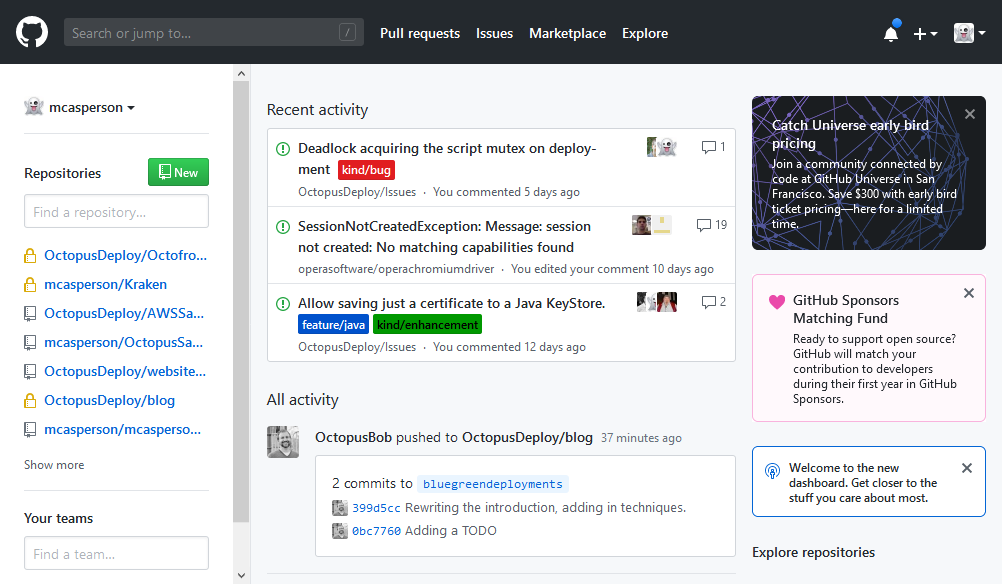 Search or jump to...
/
Pull requests
Issues
Marketplace
Explore
mcasperson
Repositories
New
Find a repository...
OctopusDeploy/Octofro...
mcasperson/Kraken
OctopusDeploy/AWSSa...
mcasperson/OctopusSa...
OctopusDeploy/website...
OctopusDeploy/blog
mcasperson/mcasperso...
Show more
Your teams
Find a team...
Recent activity
Deadlock acquiring the script mutex on deploy-
ment kind/bug
1
OctopusDeploy/Issues · You commented 5 days ago
SessionNotCreatedException: Message: session
not created: No matching capabilities found
19
operasoftware/operachromiumdriver · You edited your comment 10 days ago
Allow saving just a certificate to a Java KeyStore.
2
feature/java kind/enhancement
OctopusDeploy/Issues · You commented 12 days ago
All activity
OctopusBob pushed to OctopusDeploy/blog 37 minutes ago
2 commits to bluegreendeployments
399d5cc Rewriting the introduction, adding in techniques.
0bc7760 Adding a TODO
Catch Universe early bird
pricing
Join a community connected by
code at GitHub Universe in San
Francisco. Save $300 with early bird
ticket pricing—here for a limited
time.
GitHub Sponsors
Matching Fund
Ready to support open source?
GitHub will match your
contribution to developers
during their first year in GitHub
Sponsors.
Welcome to the new
dashboard. Get closer to the
stuff you care about most.
Explore repositories